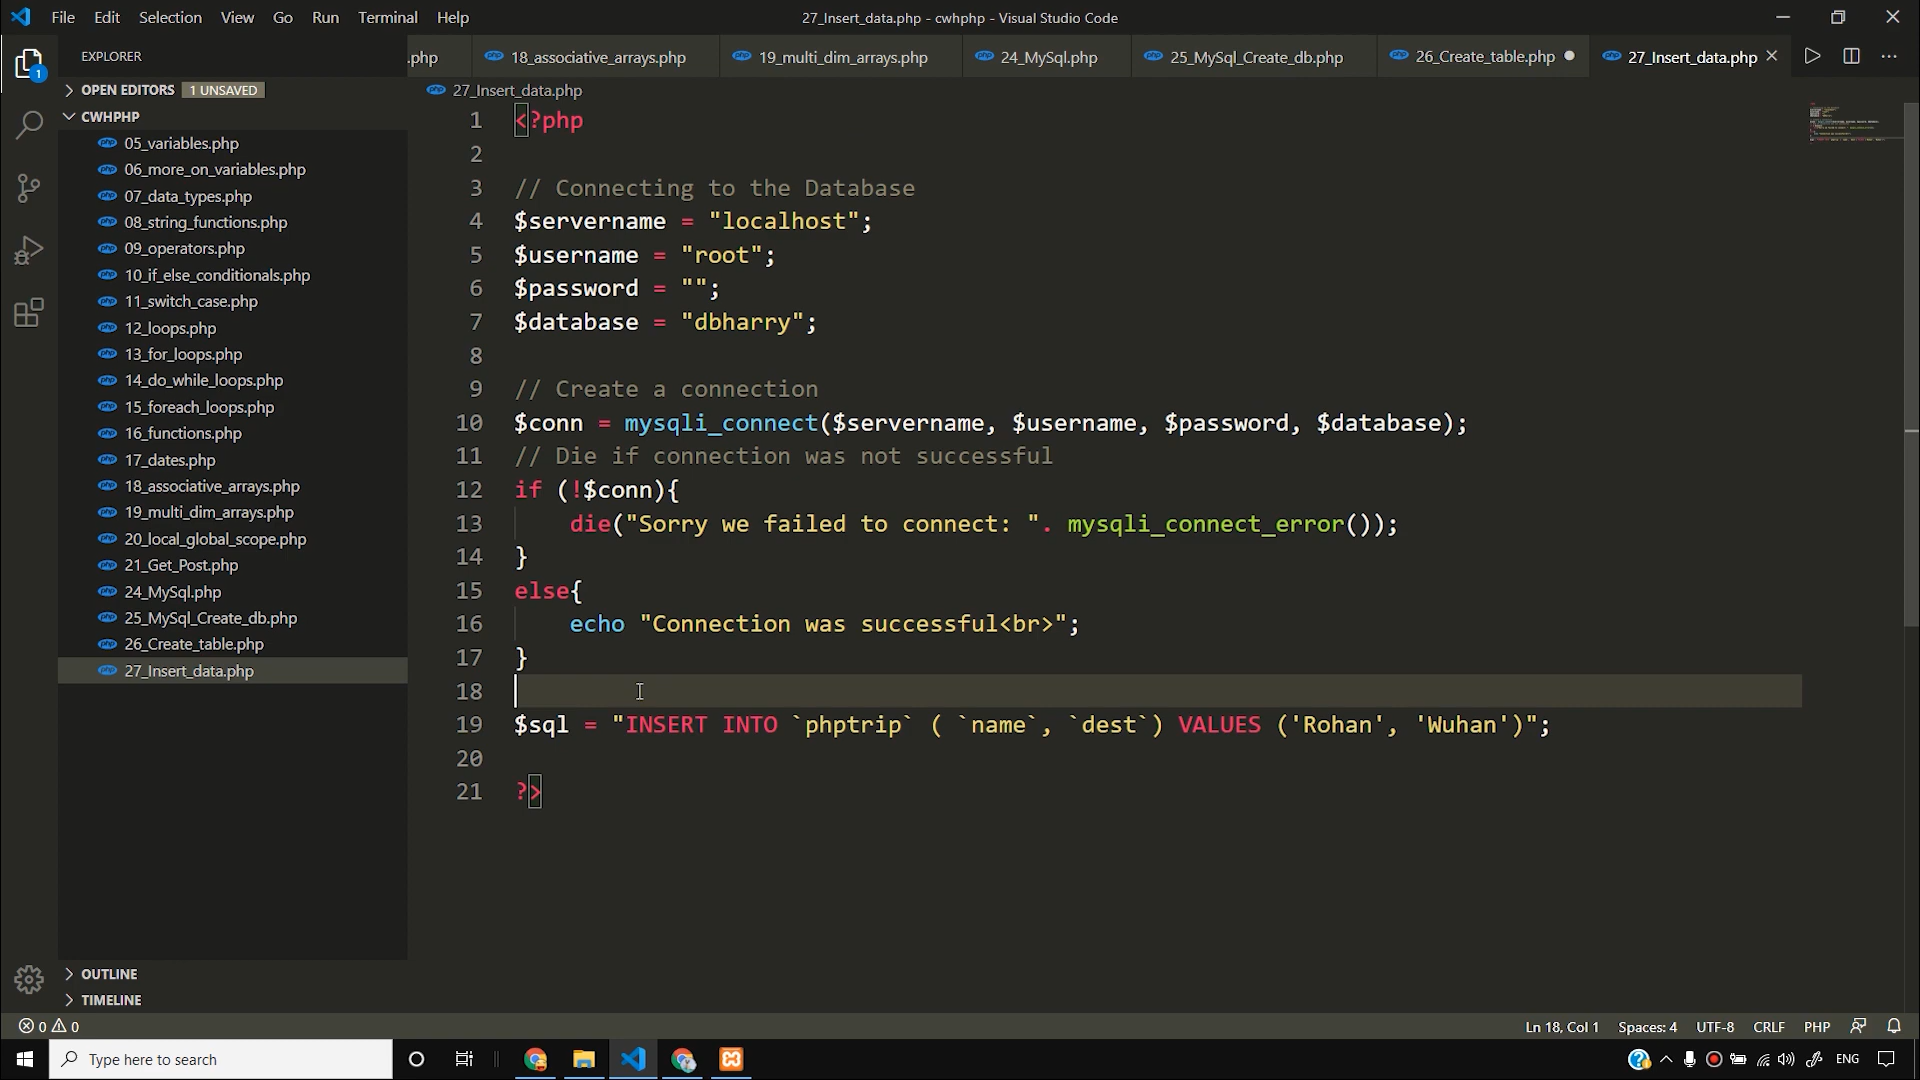 File Edit Selection View Go Run Terminal Help
27_Insert_data.php - cwhphp - Visual Studio Code
EXPLORER
.php 18_associative_arrays.php 19_multi_dim_arrays.php 24_MySql.php 25_MySql_Create_db.php 26_Create_table.php 27_Insert_data.php
OPEN EDITORS 1 UNSAVED
CWHPHP
05_variables.php
06_more_on_variables.php
07_data_types.php
08_string_functions.php
09_operators.php
10_if_else_conditionals.php
11_switch_case.php
12_loops.php
13_for_loops.php
14_do_while_loops.php
15_foreach_loops.php
16_functions.php
17_dates.php
18_associative_arrays.php
19_multi_dim_arrays.php
20_local_global_scope.php
21_Get_Post.php
24_MySql.php
25_MySql_Create_db.php
26_Create_table.php
27_Insert_data.php
OUTLINE
TIMELINE
27_Insert_data.php
1 <?php
2
3 // Connecting to the Database
4 $servername = "localhost";
5 $username = "root";
6 $password = "";
7 $database = "dbharry";
8
9 // Create a connection
10 $conn = mysqli_connect($servername, $username, $password, $database);
11 // Die if connection was not successful
12 if (!$conn){
13 die("Sorry we failed to connect: ". mysqli_connect_error());
14 }
15 else{
16 echo "Connection was successful<br>";
17 }
18
19 $sql = "INSERT INTO `phptrip` ( `name`, `dest`) VALUES ('Rohan', 'Wuhan')";
20
21 ?>
0 0
Ln 18, Col 1 Spaces: 4 UTF-8 CRLF PHP
Type here to search
ENG